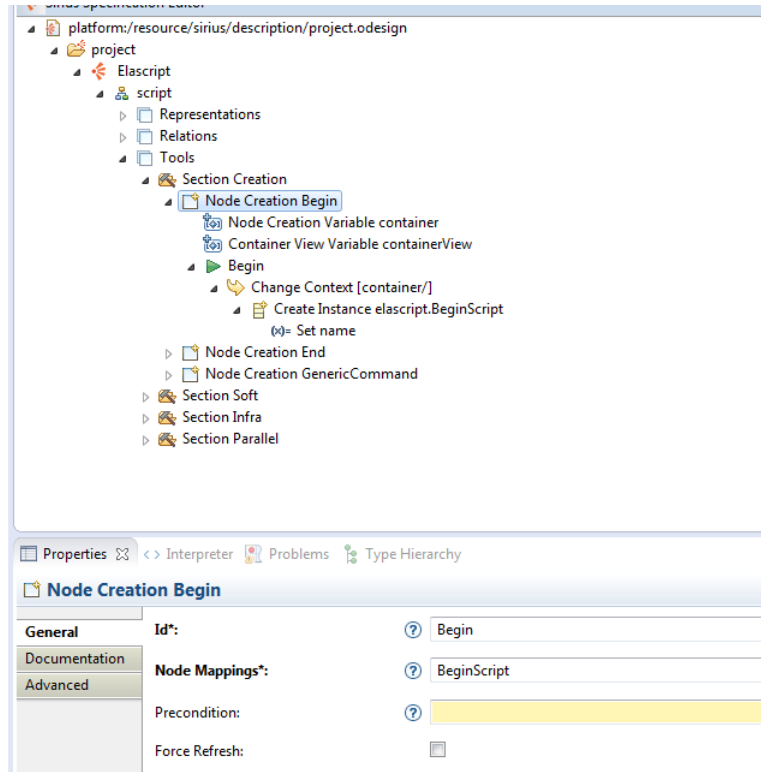 Sirius Specification Editor
platform:/resource/sirius/description/project.odesign
project
Elascript
script
Representations
Relations
Tools
Section Creation
Node Creation Begin
Node Creation Variable container
Container View Variable containerView
Begin
Change Context [container/]
Create Instance elascript.BeginScript
(x)= Set name
Node Creation End
Node Creation GenericCommand
Section Soft
Section Infra
Section Parallel
Properties <> Interpreter Problems Type Hierarchy
Node Creation Begin
General Id*: ? Begin
Documentation
Node Mappings*: ? BeginScript
Advanced
Precondition: ?
Force Refresh: ?